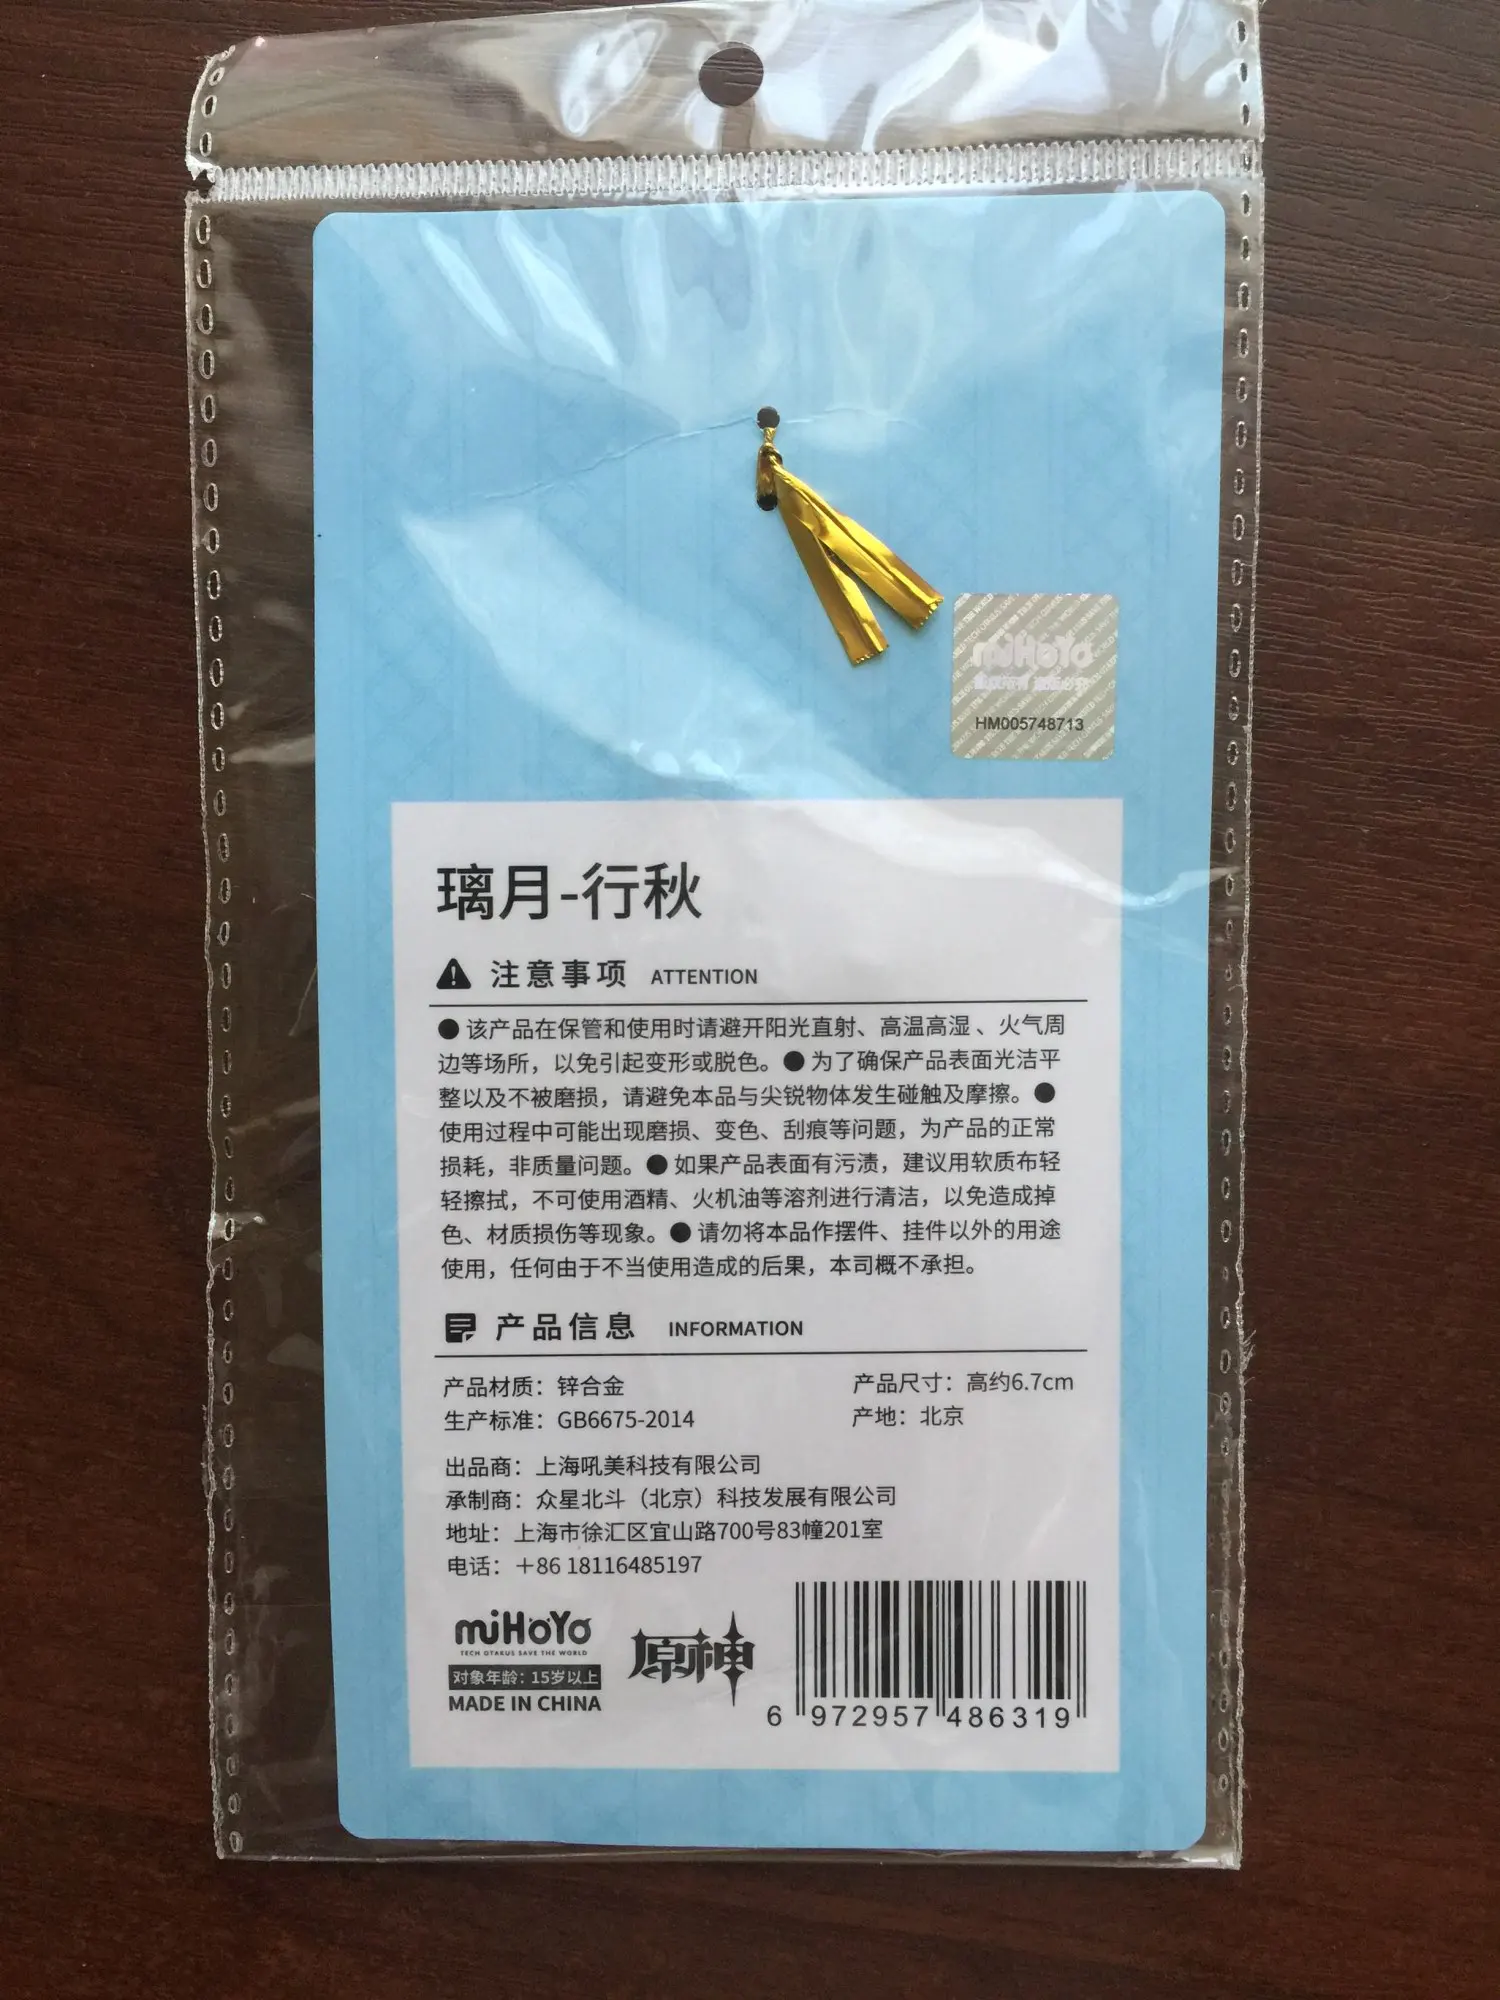 miHoYo
HM005748713
璃月-行秋
注意事项 ATTENTION
●该产品在保管和使用时请避开阳光直射、高温高湿、火气周
边等场所，以免引起变形或脱色。●为了确保产品表面光洁平
整以及不被磨损，请避免本品与尖锐物体发生碰触及摩擦。●
使用过程中可能出现磨损、变色、刮痕等问题，为产品的正常
损耗，非质量问题。●如果产品表面有污渍，建议用软质布轻
轻擦拭，不可使用酒精、火机油等溶剂进行清洁，以免造成掉
色、材质损伤等现象。●请勿将本品作摆件、挂件以外的用途
使用，任何由于不当使用造成的后果，本司概不承担。
产品信息 INFORMATION
产品材质：锌合金 产品尺寸：高约6.7cm
生产标准：GB6675-2014 产地：北京
出品商：上海吼美科技有限公司
承制商：众星北斗（北京）科技发展有限公司
地址：上海市徐汇区宜山路700号83幢201室
电话：+86 18116485197
miHoYo
TECH OTAKUS SAVE THE WORLD
原神
对象年龄：15岁以上
MADE IN CHINA
6 972957 486319